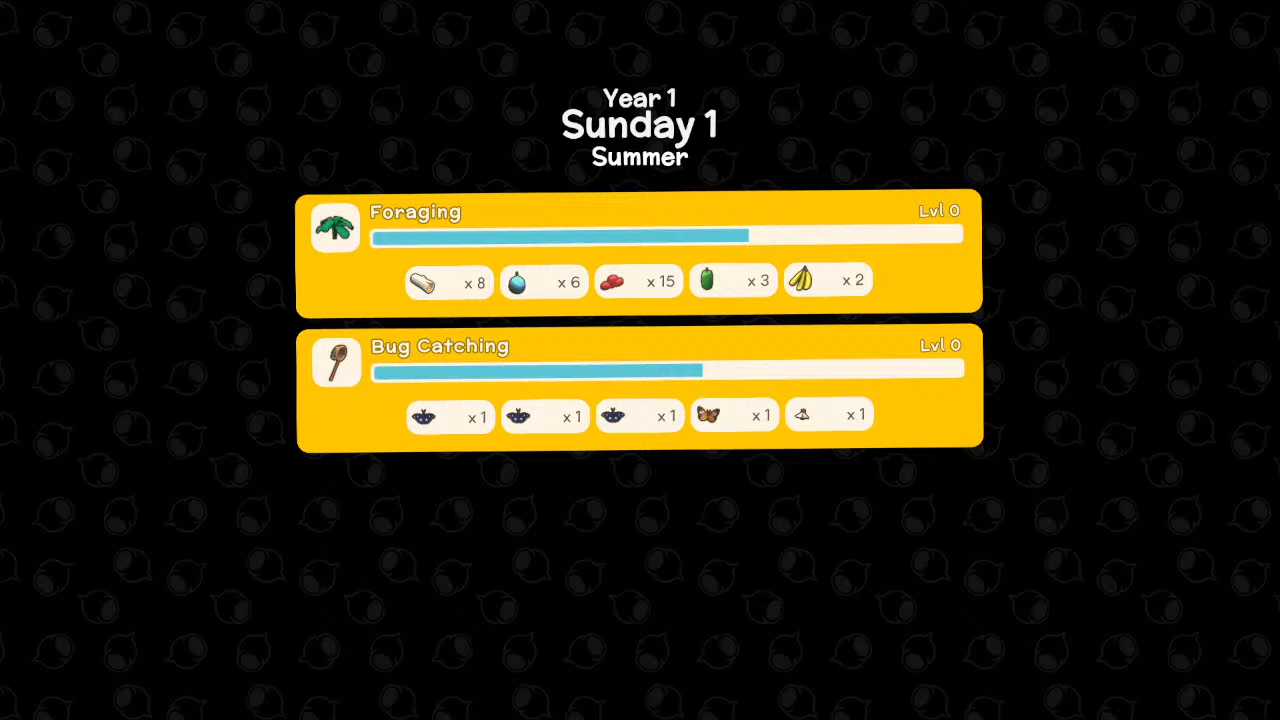 Year 1
Sunday 1
Summer
Foraging Lvl 0
x 8 x 6 x 15 x 3 x 2
Bug Catching Lvl 0
x 1 x 1 x 1 x 1 x 1